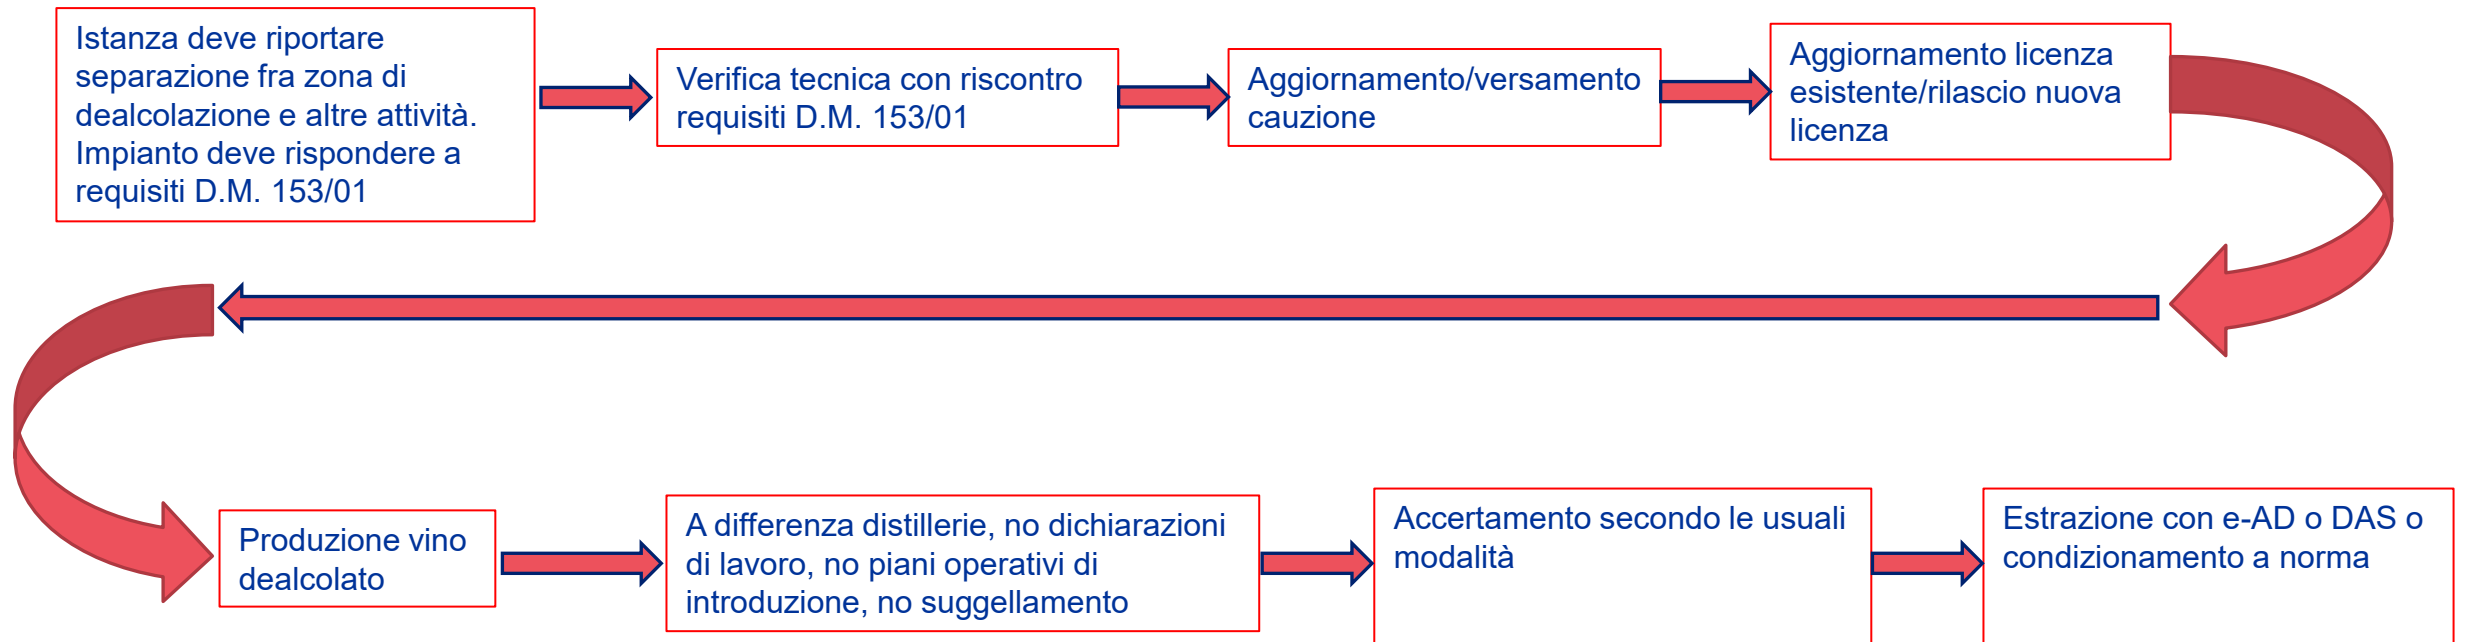 Istanza deve riportare
separazione fra zona di
dealcolazione e altre attività.
Impianto deve rispondere a
requisiti D.M. 153/01
Verifica tecnica con riscontro
requisiti D.M. 153/01
Aggiornamento/versamento
cauzione
Aggiornamento licenza
esistente/rilascio nuova
licenza
Produzione vino
dealcolato
A differenza distillerie, no dichiarazioni
di lavoro, no piani operativi di
introduzione, no suggellamento
Accertamento secondo le usuali
modalità
Estrazione con e-AD o DAS o
condizionamento a norma